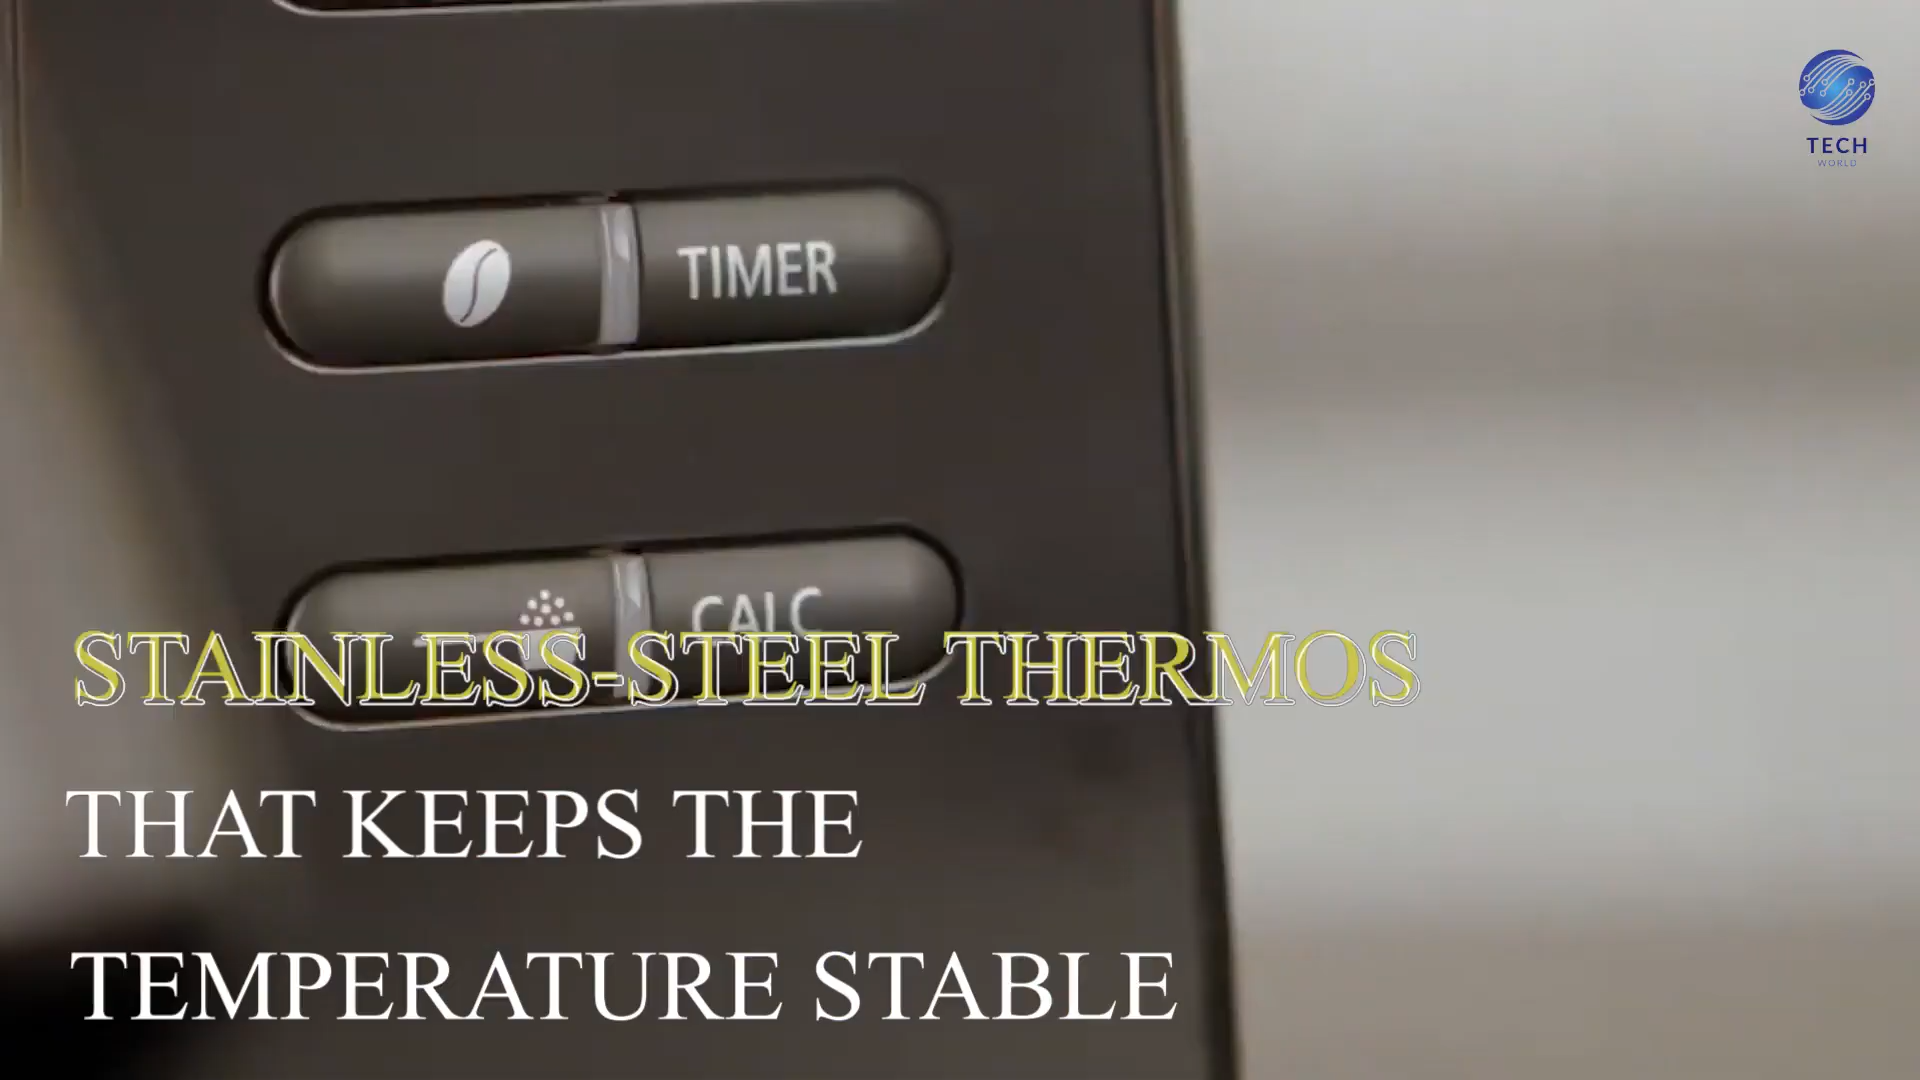 TECH
WORLD
TIMER
CALC
STAINLESS-STEEL THERMOS
THAT KEEPS THE
TEMPERATURE STABLE